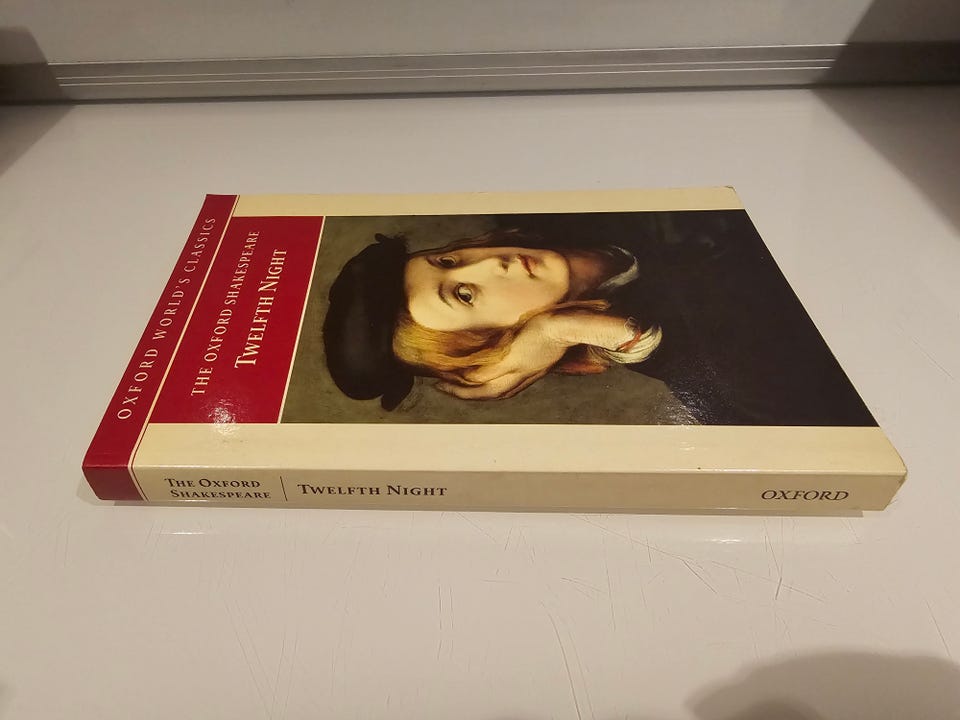 OXFORD WORLD'S CLASSICS
THE OXFORD SHAKESPEARE
TWELFTH NIGHT
THE OXFORD
SHAKESPEARE
TWELFTH NIGHT
OXFORD